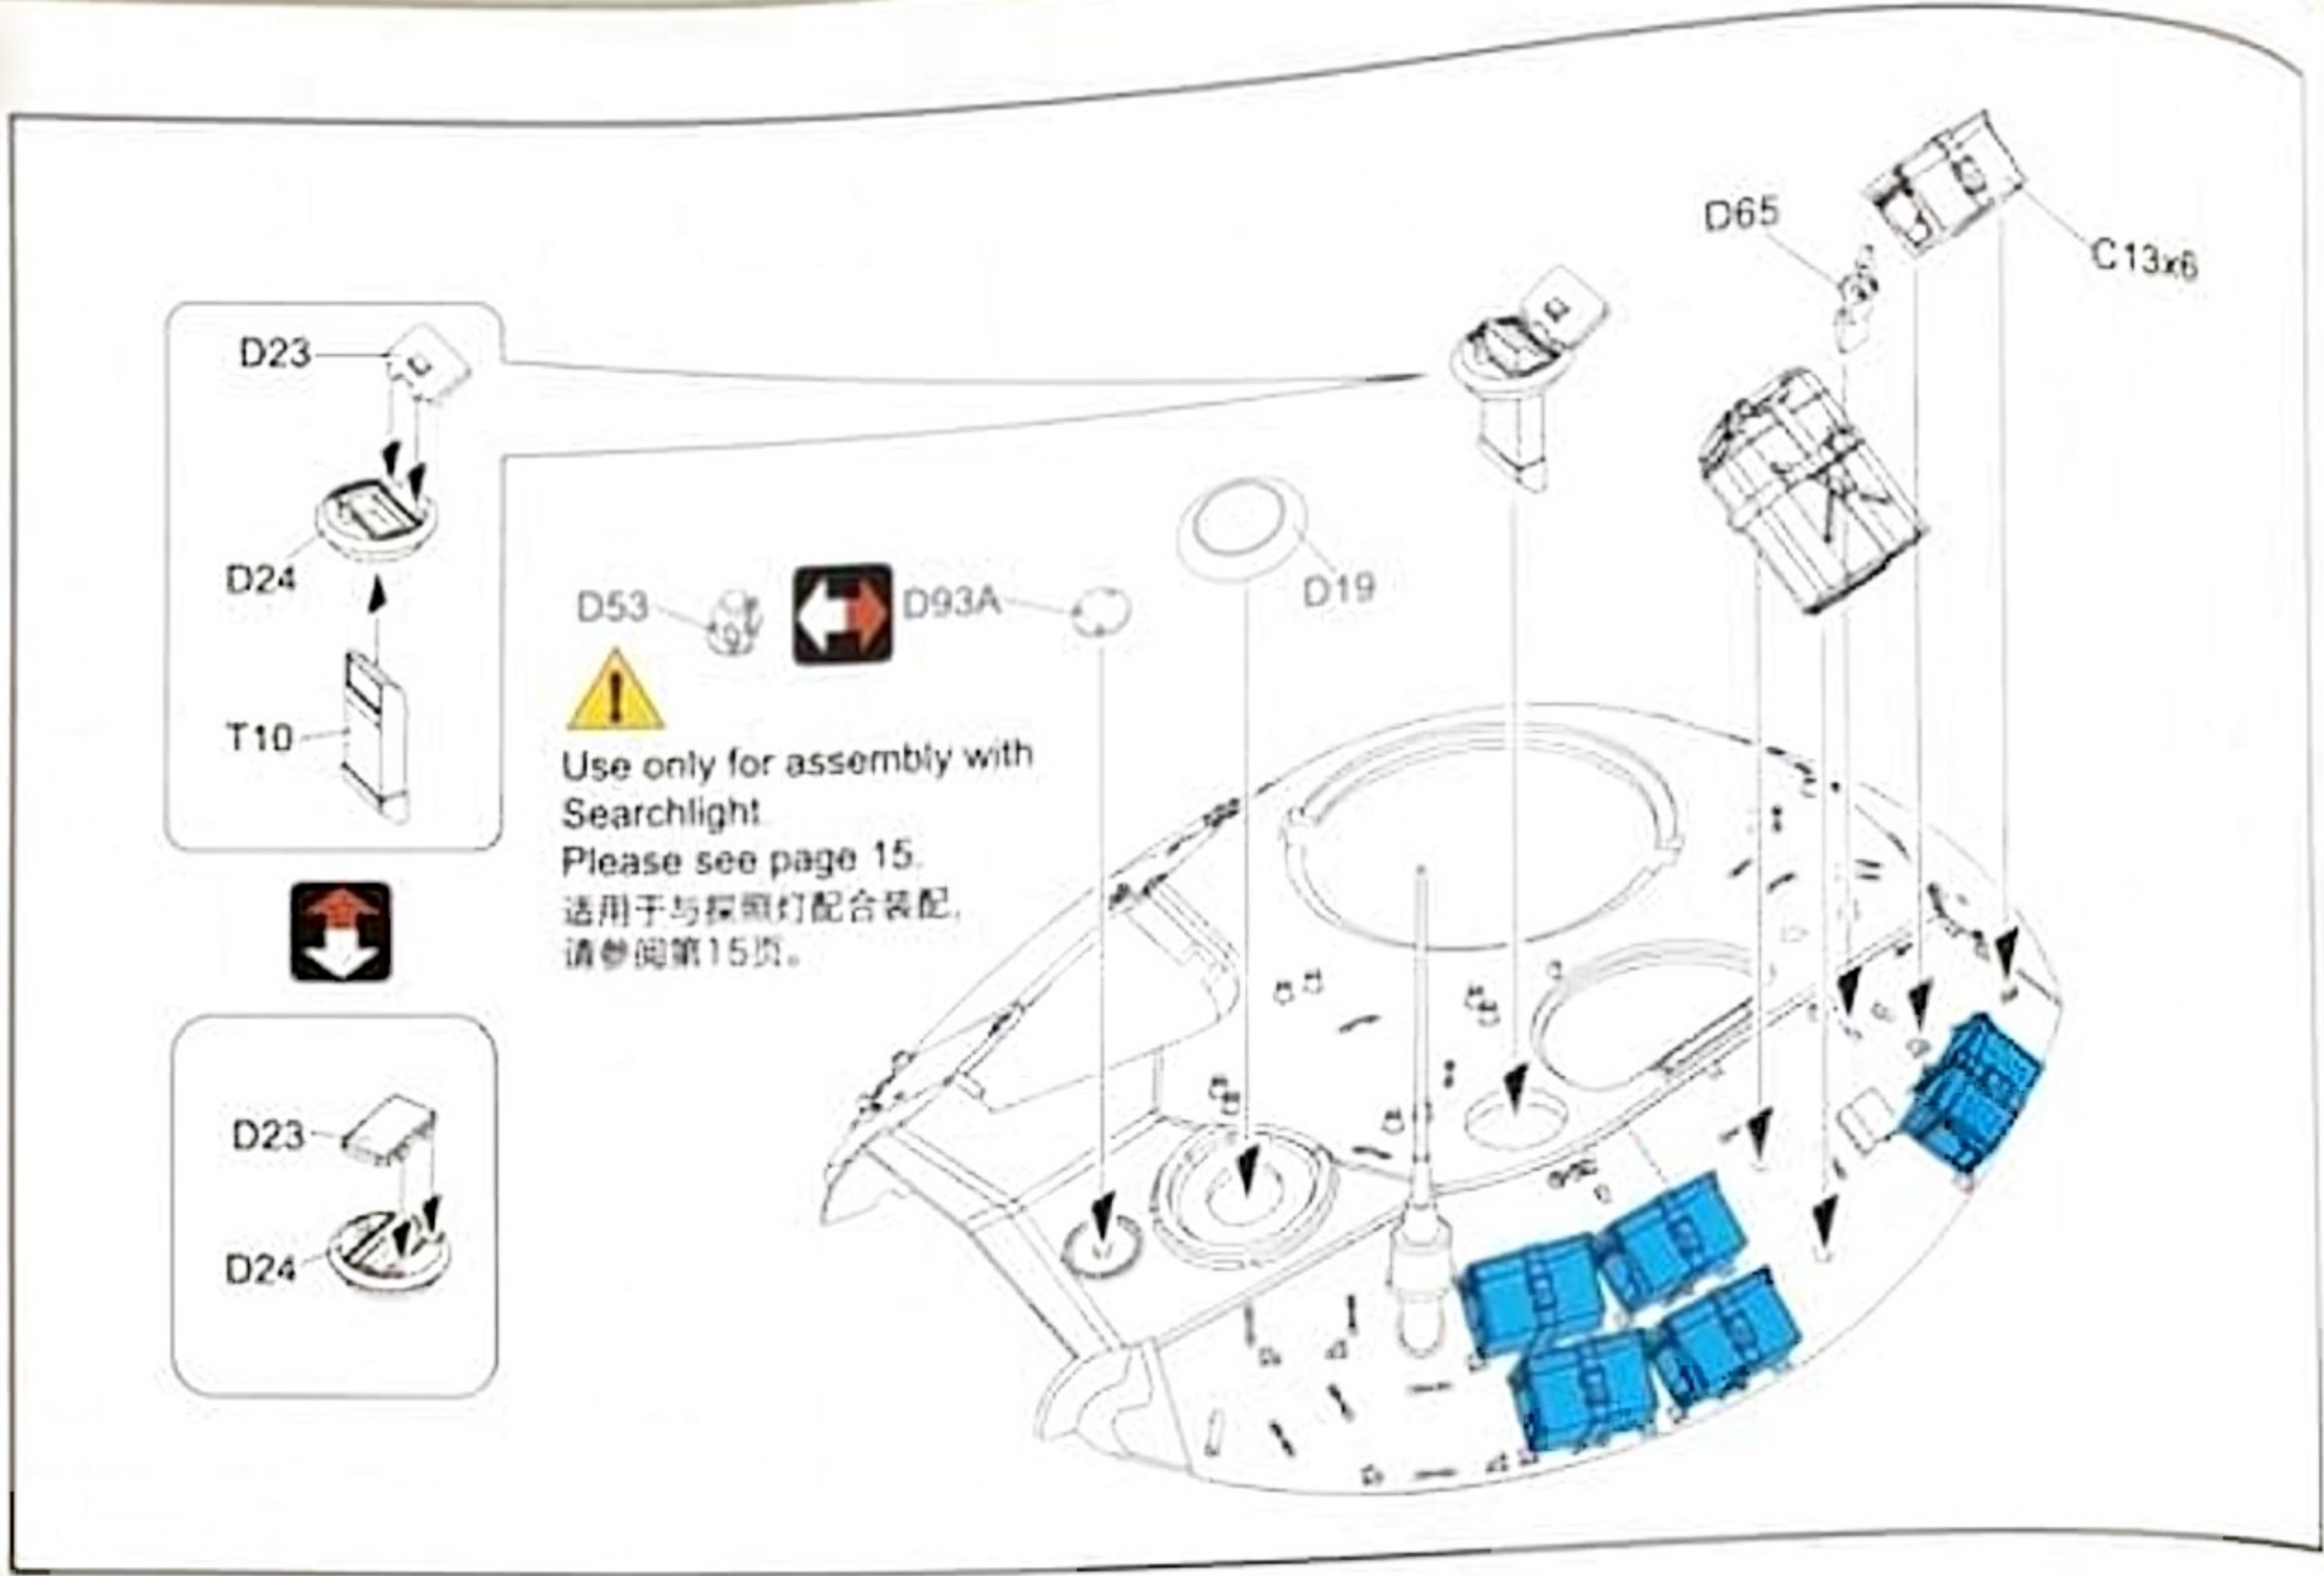 D65
C13x6
D23
D24
T10
D53
D93A
D19
Use only for assembly with
Searchlight
Please see page 15.
适用于与探照灯配合装配,
请参阅第15页。
D23
D24